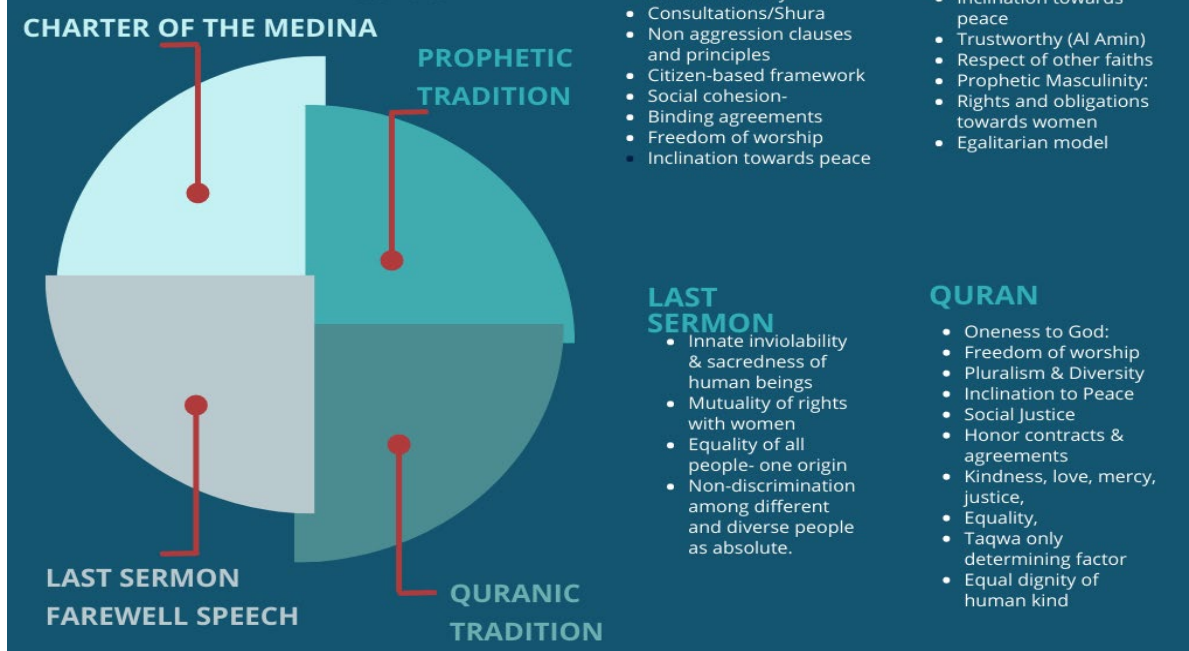 CHARTER OF THE MEDINA
PROPHETIC
TRADITION
LAST SERMON
FAREWELL SPEECH
QURANIC
TRADITION
• Consultations/Shura
• Non aggression clauses
and principles
• Citizen-based framework
• Social cohesion-
• Binding agreements
• Freedom of worship
• Inclination towards peace
• Inclination towards
peace
• Trustworthy (Al Amin)
• Respect of other faiths
• Prophetic Masculinity:
• Rights and obligations
towards women
• Egalitarian model
LAST
SERMON
• Innate inviolability
& sacredness of
human beings
• Mutuality of rights
with women
• Equality of all
people- one origin
• Non-discrimination
among different
and diverse people
as absolute.
QURAN
• Oneness to God:
• Freedom of worship
• Pluralism & Diversity
• Inclination to Peace
• Social Justice
• Honor contracts &
agreements
• Kindness, love, mercy,
justice,
• Equality,
• Taqwa only
determining factor
• Equal dignity of
human kind